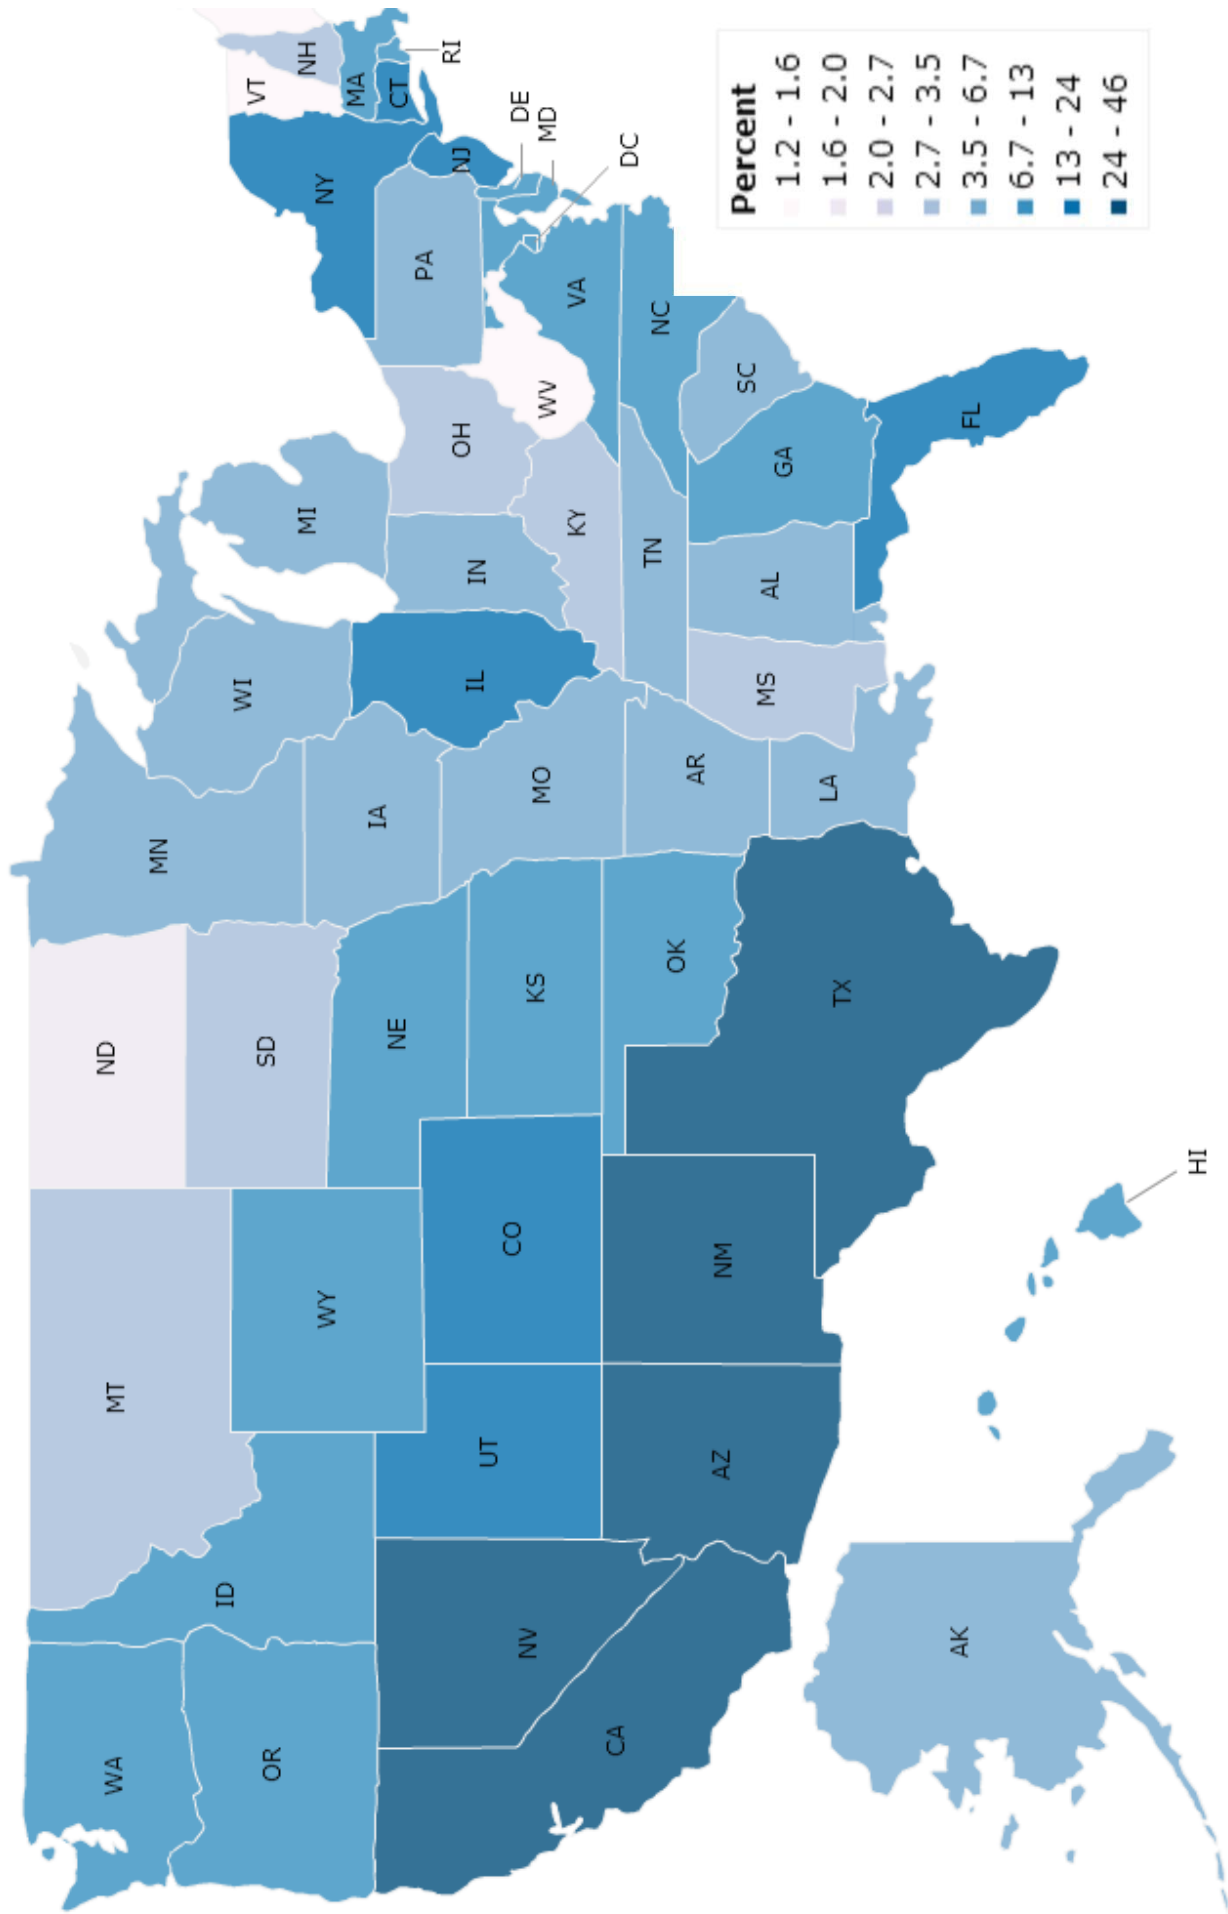 WA
OR
CA
NV
ID
MT
WY
UT
AZ
CO
NM
ND
SD
NE
KS
OK
TX
MN
IA
MO
AR
LA
WI
IL
MS
MI
IN
KY
TN
AL
OH
WV
GA
FL
SC
NC
VA
PA
NY
NJ
VT
NH
MA
CT
RI
DE
MD
DC
AK
HI
Percent
1.2 - 1.6
1.6 - 2.0
2.0 - 2.7
2.7 - 3.5
3.5 - 6.7
6.7 - 13
13 - 24
24 - 46